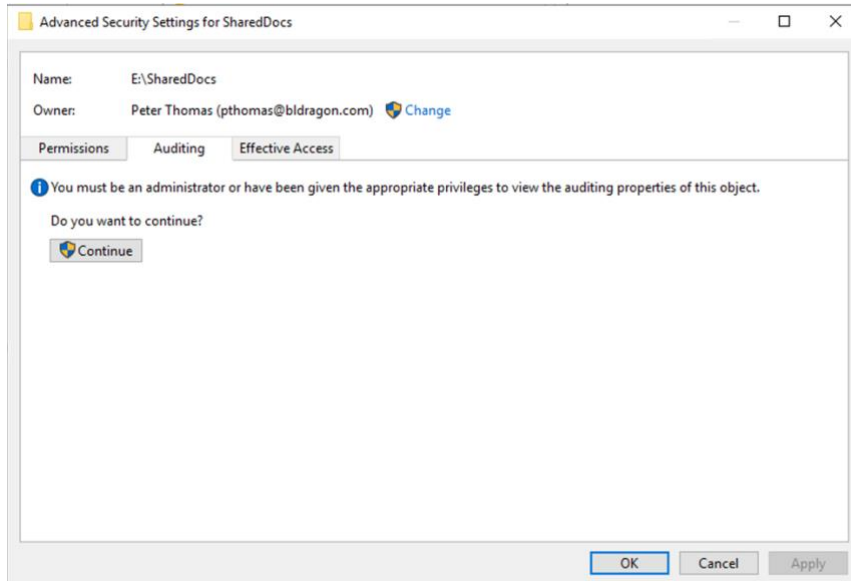 Advanced Security Settings for SharedDocs
Name: E:\SharedDocs
Owner: Peter Thomas (pthomas@bldragon.com) Change
Permissions Auditing Effective Access
You must be an administrator or have been given the appropriate privileges to view the auditing properties of this object.
Do you want to continue?
Continue
OK Cancel Apply